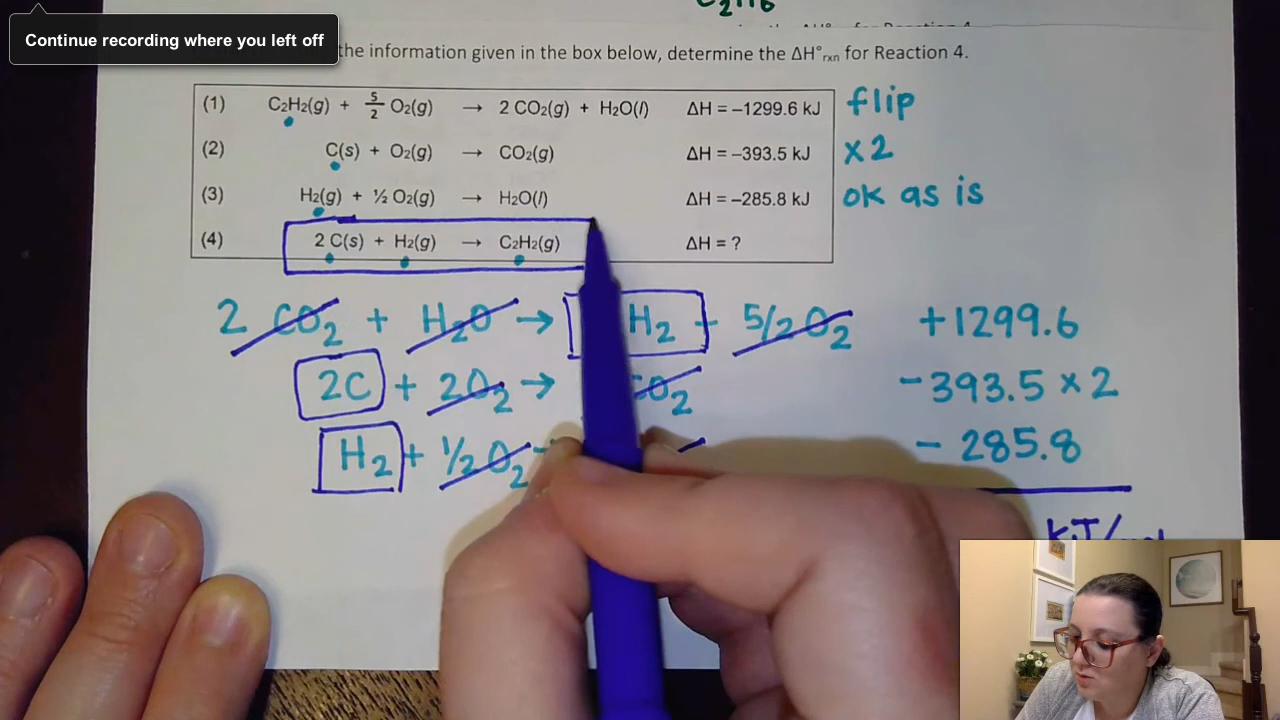 Continue recording where you left off
the information given in the box below, determine the ΔH°rxn for Reaction 4.
(1) C2H2(g) + 5/2 O2(g) → 2 CO2(g) + H2O(l) ΔH = –1299.6 kJ flip
(2) C(s) + O2(g) → CO2(g) ΔH = –393.5 kJ x2
(3) H2(g) + ½ O2(g) → H2O(l) ΔH = –285.8 kJ ok as is
(4) 2 C(s) + H2(g) → C2H2(g) ΔH = ?
2 CO2 + H2O → H2 + 5/2 O2 +1299.6
2C + 2O2 → CO2 -393.5 x 2
H2 + ½ O2 - 285.8